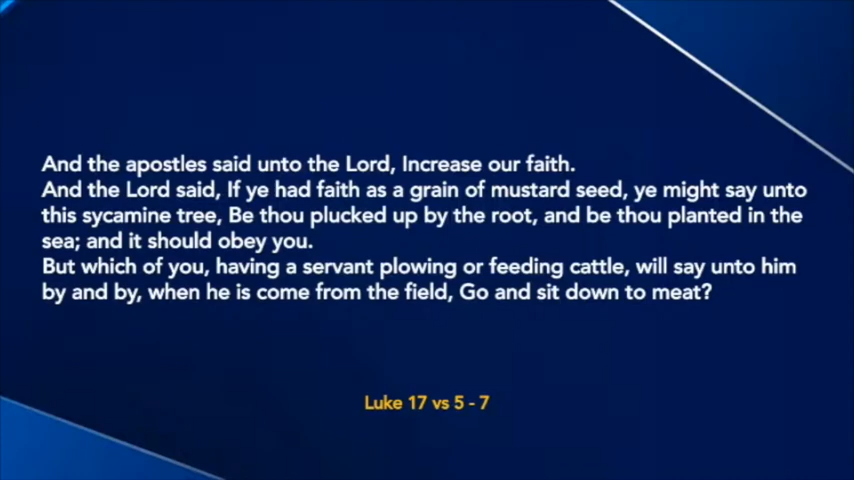 And the apostles said unto the Lord, Increase our faith.
And the Lord said, If ye had faith as a grain of mustard seed, ye might say unto
this sycamine tree, Be thou plucked up by the root, and be thou planted in the
sea; and it should obey you.
But which of you, having a servant plowing or feeding cattle, will say unto him
by and by, when he is come from the field, Go and sit down to meat?
Luke 17 vs 5 - 7